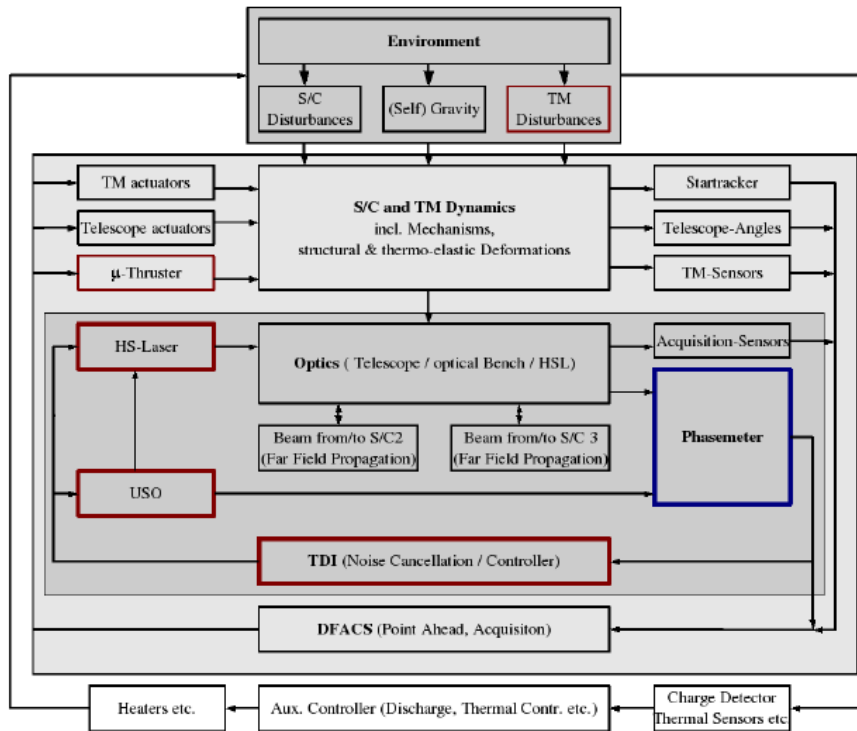 Environment
S/C
Disturbances
(Self) Gravity
TM
Disturbances
TM actuators
Telescope actuators
μ-Thruster
S/C and TM Dynamics
incl. Mechanisms,
structural & thermo-elastic Deformations
Startracker
Telescope-Angles
TM-Sensors
HS-Laser
Optics ( Telescope / optical Bench / HSL)
Acquisition-Sensors
Beam from/to S/C2
(Far Field Propagation)
Beam from/to S/C 3
(Far Field Propagation)
Phasemeter
USO
TDI (Noise Cancellation / Controller)
DFACS (Point Ahead, Acquisiton)
Heaters etc.
Aux. Controller (Discharge, Thermal Contr. etc.)
Charge Detector
Thermal Sensors etc